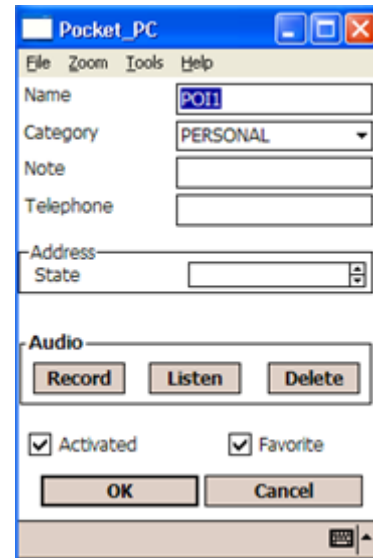 Pocket_PC
File Zoom Tools Help
Name POI1
Category PERSONAL
Note
Telephone
Address
State
Audio
Record Listen Delete
Activated Favorite
OK Cancel